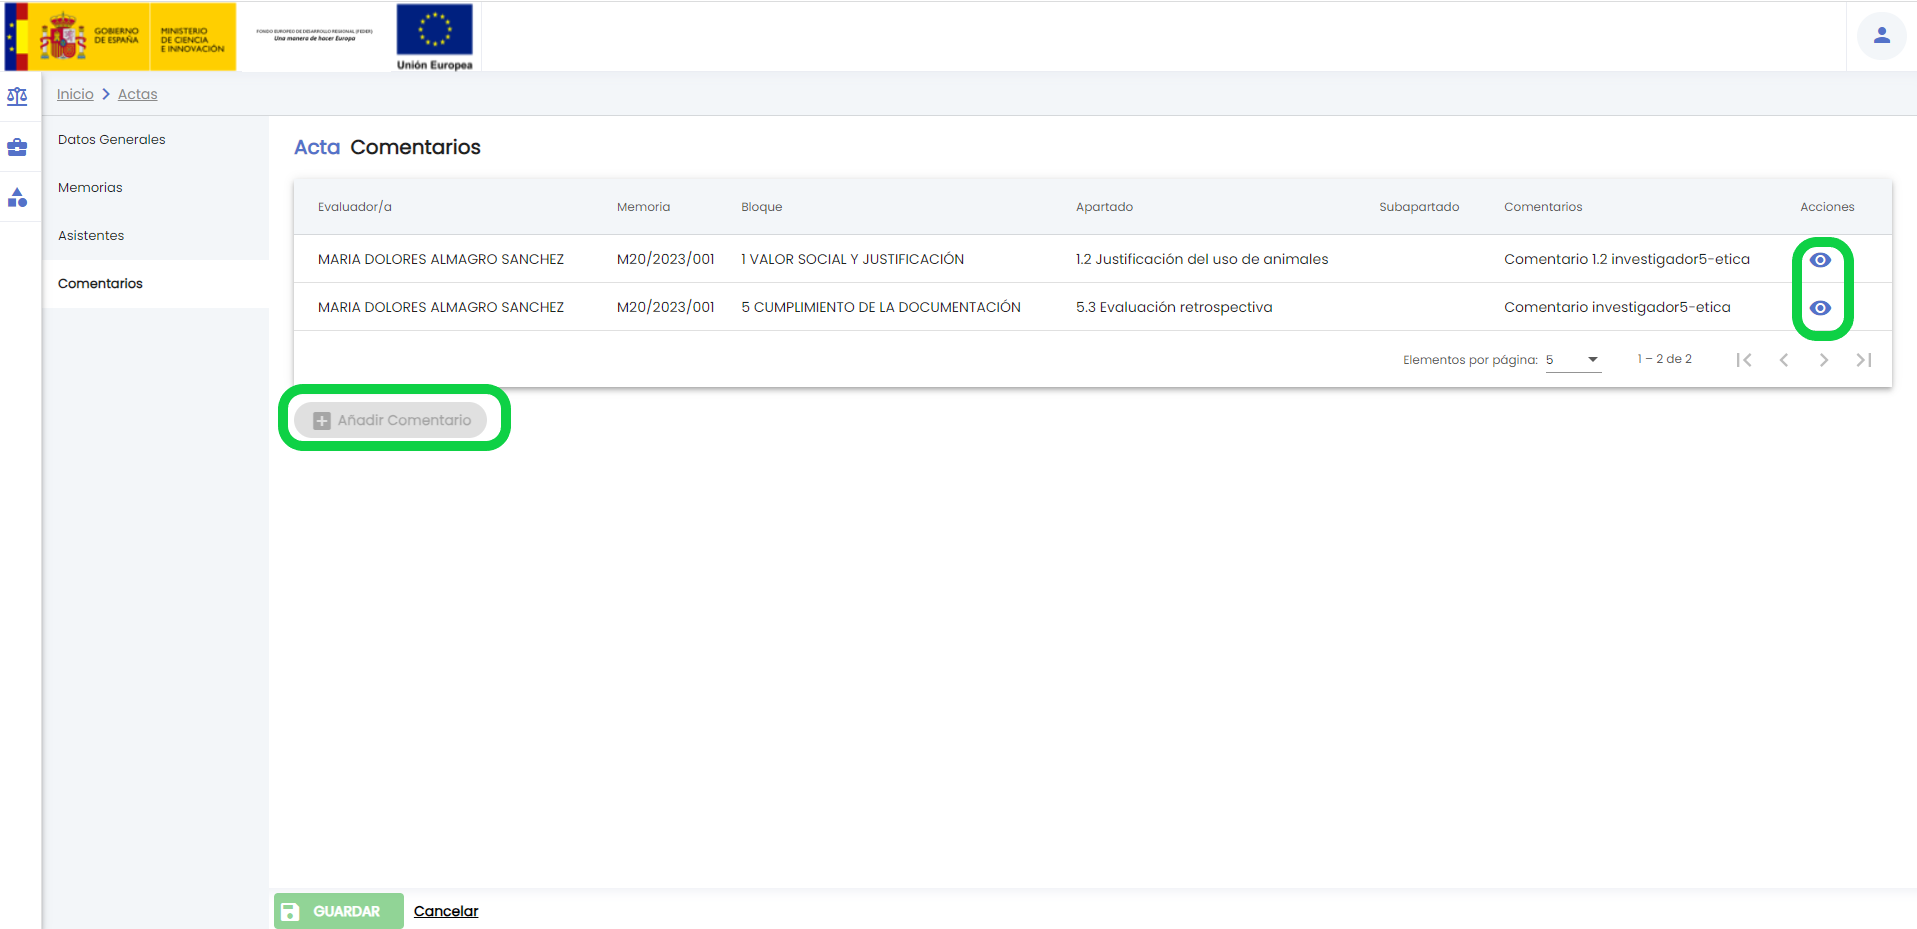 GOBIERNO
DE ESPAÑA
MINISTERIO
DE CIENCIA
E INNOVACIÓN
FONDO EUROPEO DE DESARROLLO REGIONAL (FEDER)
Una manera de hacer Europa
Unión Europea
Inicio
Actas
Datos Generales
Memorias
Asistentes
Comentarios
Acta Comentarios
Evaluador/a Memoria Bloque Apartado Subapartado Comentarios Acciones
MARIA DOLORES ALMAGRO SANCHEZ M20/2023/001 1 VALOR SOCIAL Y JUSTIFICACIÓN 1.2 Justificación del uso de animales Comentario 1.2 investigador5-etica
MARIA DOLORES ALMAGRO SANCHEZ M20/2023/001 5 CUMPLIMIENTO DE LA DOCUMENTACIÓN 5.3 Evaluación retrospectiva Comentario investigador5-etica
Elementos por página: 5 1 – 2 de 2
Añadir Comentario
GUARDAR Cancelar